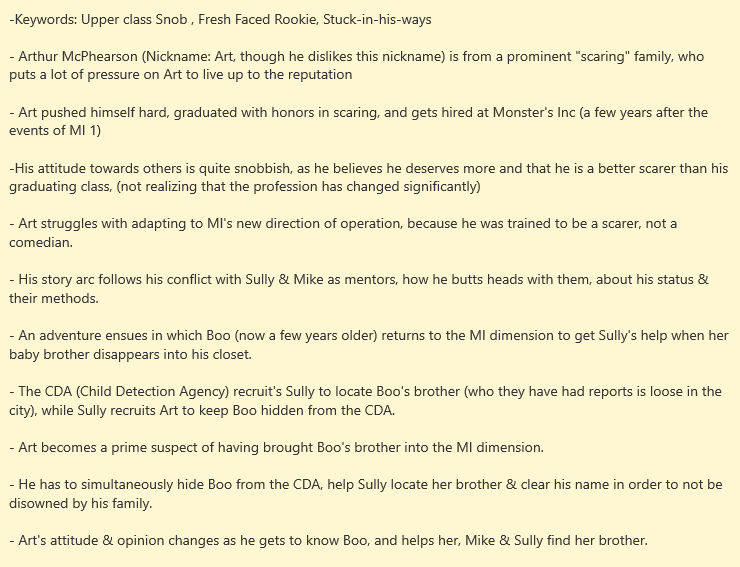 -Keywords: Upper class Snob , Fresh Faced Rookie, Stuck-in-his-ways
- Arthur McPhearson (Nickname: Art, though he dislikes this nickname) is from a prominent "scaring" family, who
puts a lot of pressure on Art to live up to the reputation
- Art pushed himself hard, graduated with honors in scaring, and gets hired at Monster's Inc (a few years after the
events of MI 1)
-His attitude towards others is quite snobbish, as he believes he deserves more and that he is a better scarer than his
graduating class, (not realizing that the profession has changed significantly)
- Art struggles with adapting to MI's new direction of operation, because he was trained to be a scarer, not a
comedian.
- His story arc follows his conflict with Sully & Mike as mentors, how he butts heads with them, about his status &
their methods.
- An adventure ensues in which Boo (now a few years older) returns to the MI dimension to get Sully's help when her
baby brother disappears into his closet.
- The CDA (Child Detection Agency) recruit's Sully to locate Boo's brother (who they have had reports is loose in the
city), while Sully recruits Art to keep Boo hidden from the CDA.
- Art becomes a prime suspect of having brought Boo's brother into the MI dimension.
- He has to simultaneously hide Boo from the CDA, help Sully locate her brother & clear his name in order to not be
disowned by his family.
- Art's attitude & opinion changes as he gets to know Boo, and helps her, Mike & Sully find her brother.